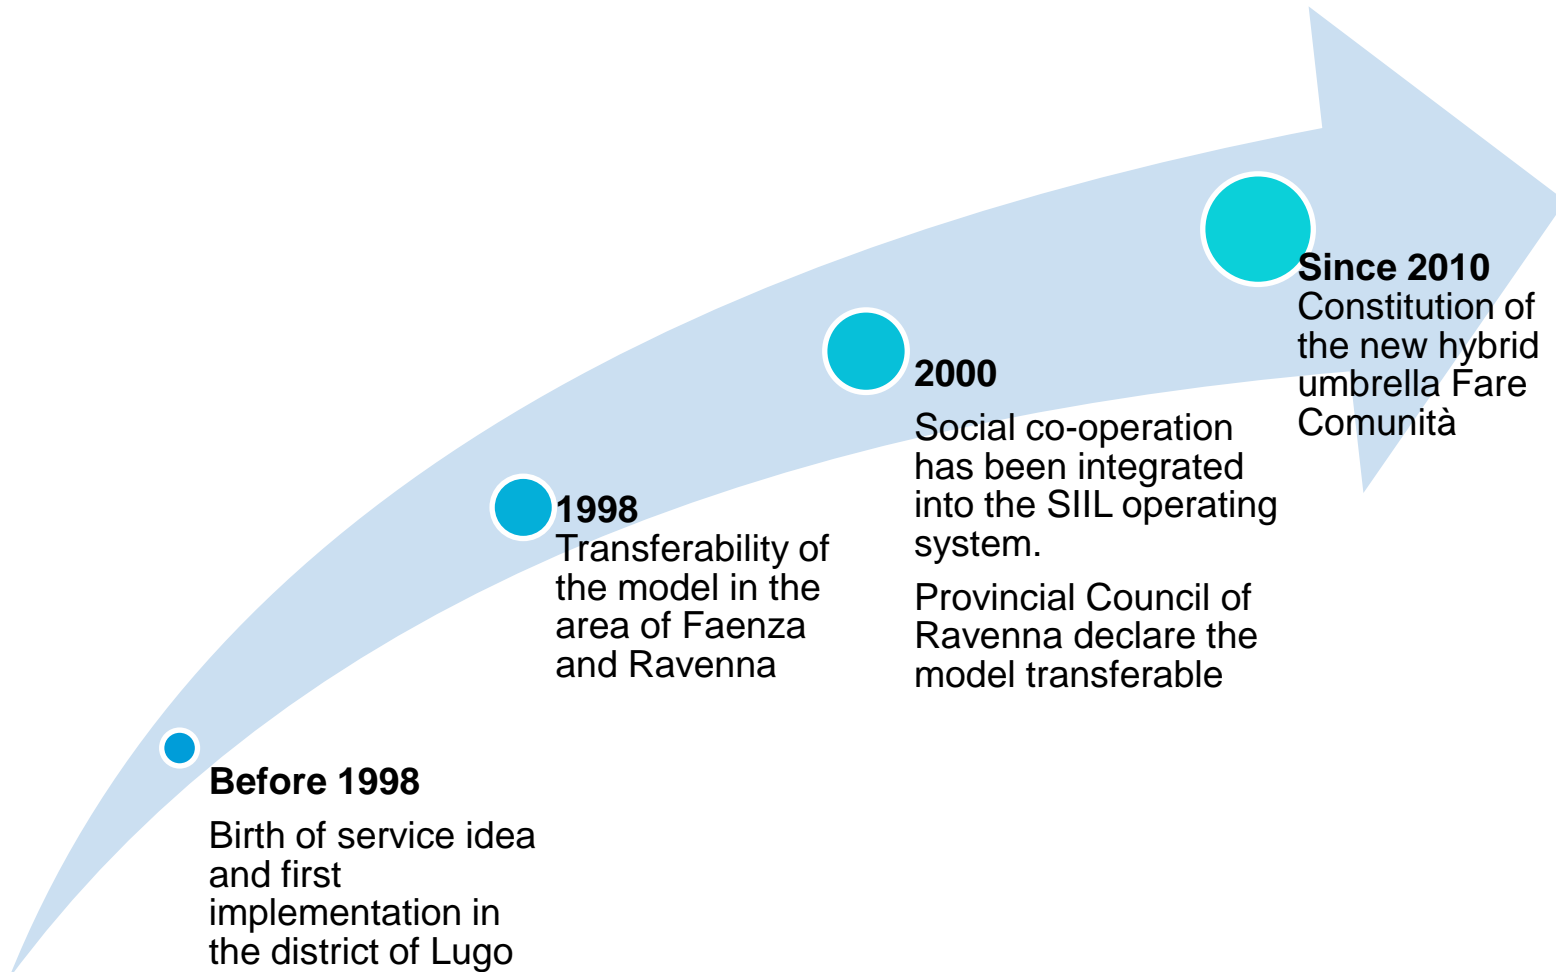 Before 1998
Birth of service idea
and first
implementation in
the district of Lugo
1998
Transferability of
the model in the
area of Faenza
and Ravenna
2000
Social co-operation
has been integrated
into the SIIL operating
system.
Provincial Council of
Ravenna declare the
model transferable
Since 2010
Constitution of
the new hybrid
umbrella Fare
Comunità